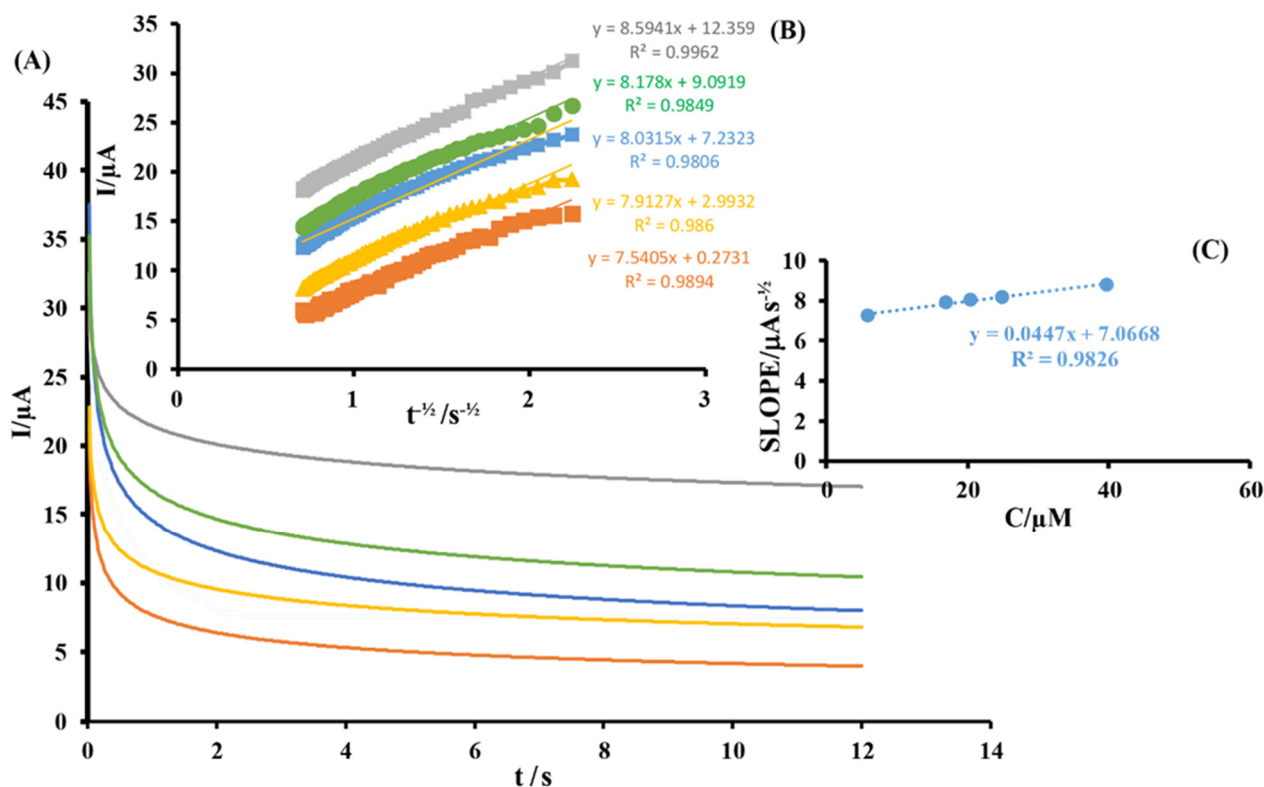 (A)
I/µA
45
40
35
30
25
20
15
10
5
0
0
2
4
6
8
10
12
14
t / s
(B)
I/µA
35
30
25
20
15
10
5
0
0
1
2
3
t⁻½ /s⁻½
y = 8.5941x + 12.359
R² = 0.9962
y = 8.178x + 9.0919
R² = 0.9849
y = 8.0315x + 7.2323
R² = 0.9806
y = 7.9127x + 2.9932
R² = 0.986
y = 7.5405x + 0.2731
R² = 0.9894
(C)
SLOPE/µA s⁻½
10
8
6
4
2
0
0
20
40
60
C/µM
y = 0.0447x + 7.0668
R² = 0.9826